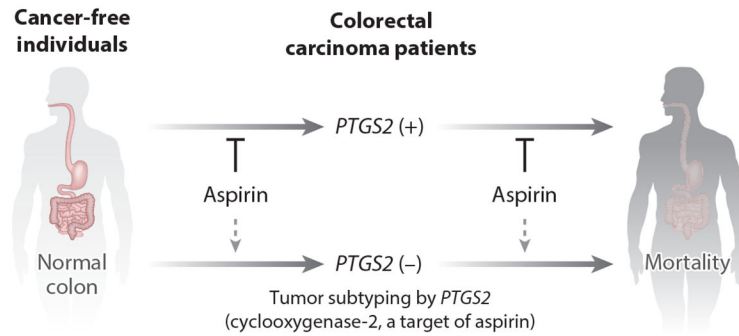 Cancer-free
individuals
Colorectal
carcinoma patients
PTGS2 (+)
Aspirin
Aspirin
Normal
colon
PTGS2 (–)
Mortality
Tumor subtyping by PTGS2
(cyclooxygenase-2, a target of aspirin)